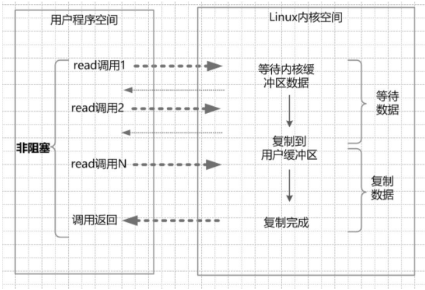 用户程序空间
Linux内核空间
read调用1
等待内核缓
冲区数据
read调用2
等待
数据
非阻塞
复制到
用户缓冲区
read调用N
复制
数据
调用返回
复制完成